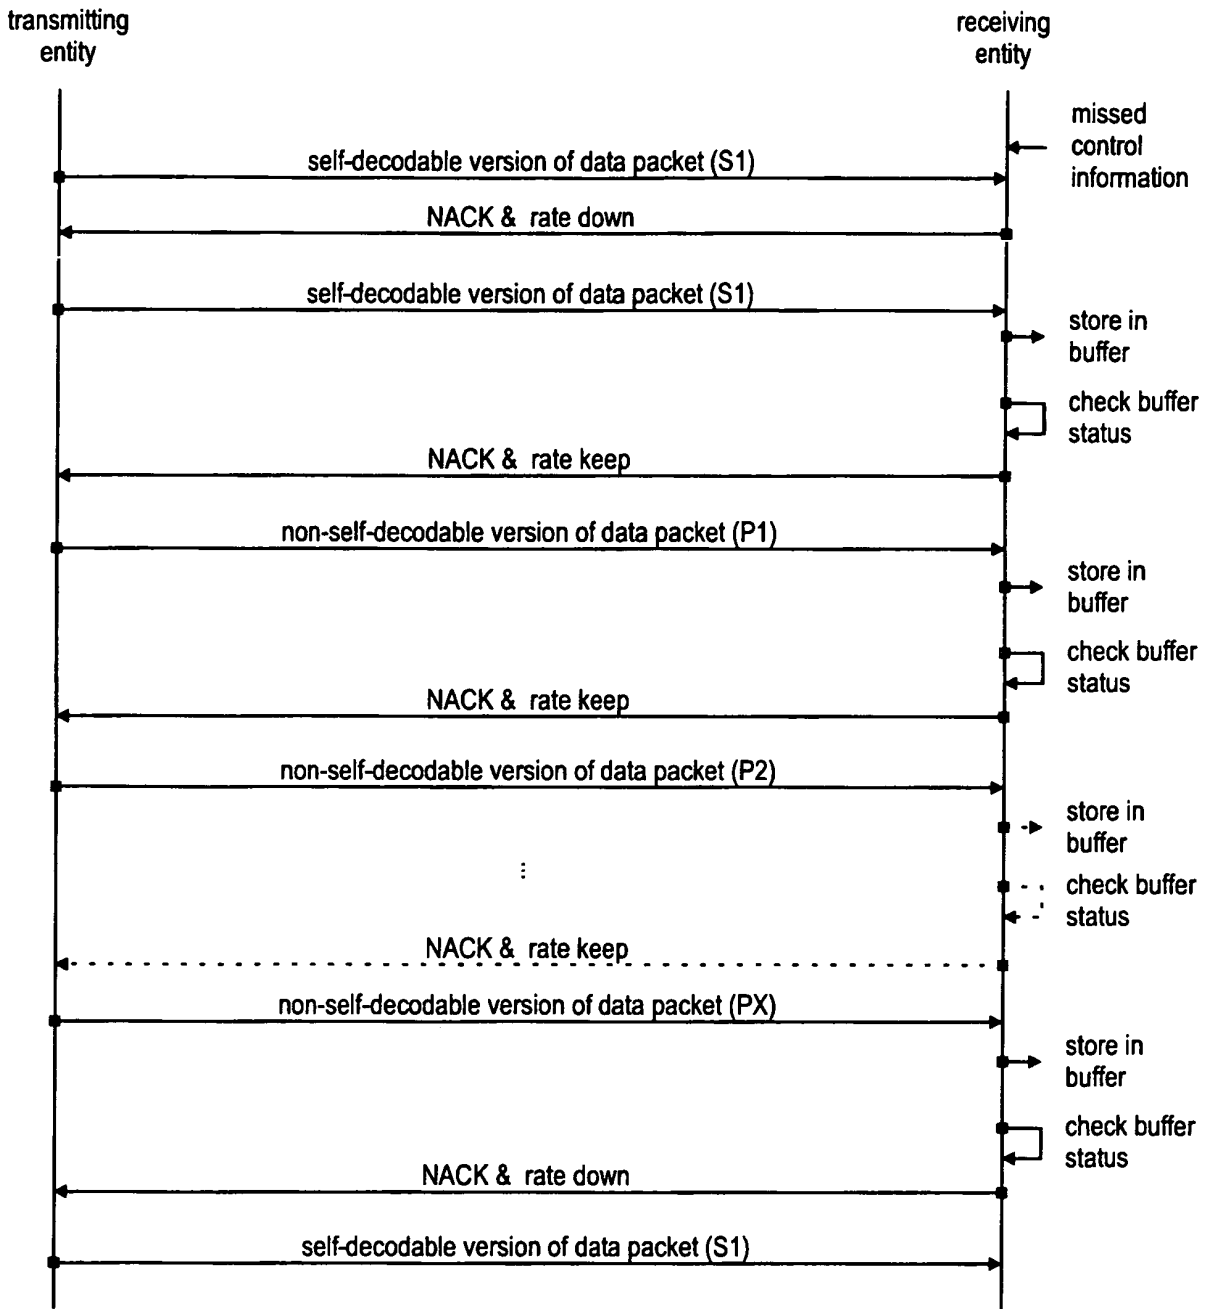 transmitting
entity
receiving
entity
missed
control
information
self-decodable version of data packet (S1)
NACK & rate down
self-decodable version of data packet (S1)
store in
buffer
check buffer
status
NACK & rate keep
non-self-decodable version of data packet (P1)
store in
buffer
check buffer
status
NACK & rate keep
non-self-decodable version of data packet (P2)
store in
buffer
...
check buffer
status
NACK & rate keep
non-self-decodable version of data packet (PX)
store in
buffer
check buffer
status
NACK & rate down
self-decodable version of data packet (S1)